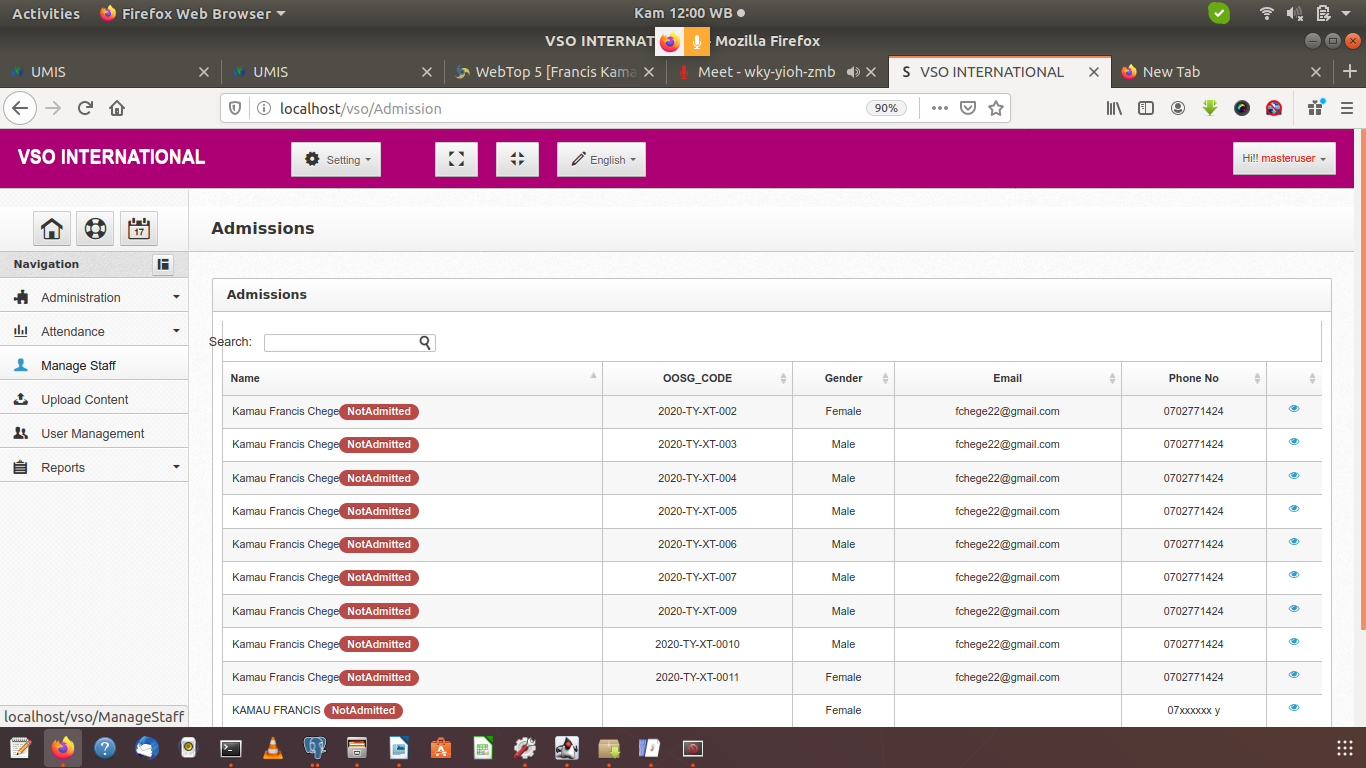 Activities Firefox Web Browser Kam 12:00 WB
VSO INTERNAT - Mozilla Firefox
UMIS UMIS WebTop 5 [Francis Kama Meet - wky-yioh-zmb VSO INTERNATIONAL New Tab
localhost/vso/Admission 90%
VSO INTERNATIONAL Setting English Hi!! masteruser
17
Admissions
Navigation
Administration
Attendance
Manage Staff
Upload Content
User Management
Reports
Admissions
Search:
Name OOSG_CODE Gender Email Phone No
Kamau Francis Chege NotAdmitted 2020-TY-XT-002 Female fchege22@gmail.com 0702771424
Kamau Francis Chege NotAdmitted 2020-TY-XT-003 Male fchege22@gmail.com 0702771424
Kamau Francis Chege NotAdmitted 2020-TY-XT-004 Male fchege22@gmail.com 0702771424
Kamau Francis Chege NotAdmitted 2020-TY-XT-005 Male fchege22@gmail.com 0702771424
Kamau Francis Chege NotAdmitted 2020-TY-XT-006 Male fchege22@gmail.com 0702771424
Kamau Francis Chege NotAdmitted 2020-TY-XT-007 Male fchege22@gmail.com 0702771424
Kamau Francis Chege NotAdmitted 2020-TY-XT-009 Male fchege22@gmail.com 0702771424
Kamau Francis Chege NotAdmitted 2020-TY-XT-0010 Male fchege22@gmail.com 0702771424
Kamau Francis Chege NotAdmitted 2020-TY-XT-0011 Female fchege22@gmail.com 0702771424
KAMAU FRANCIS NotAdmitted Female 07xxxxxx y
localhost/vso/ManageStaff